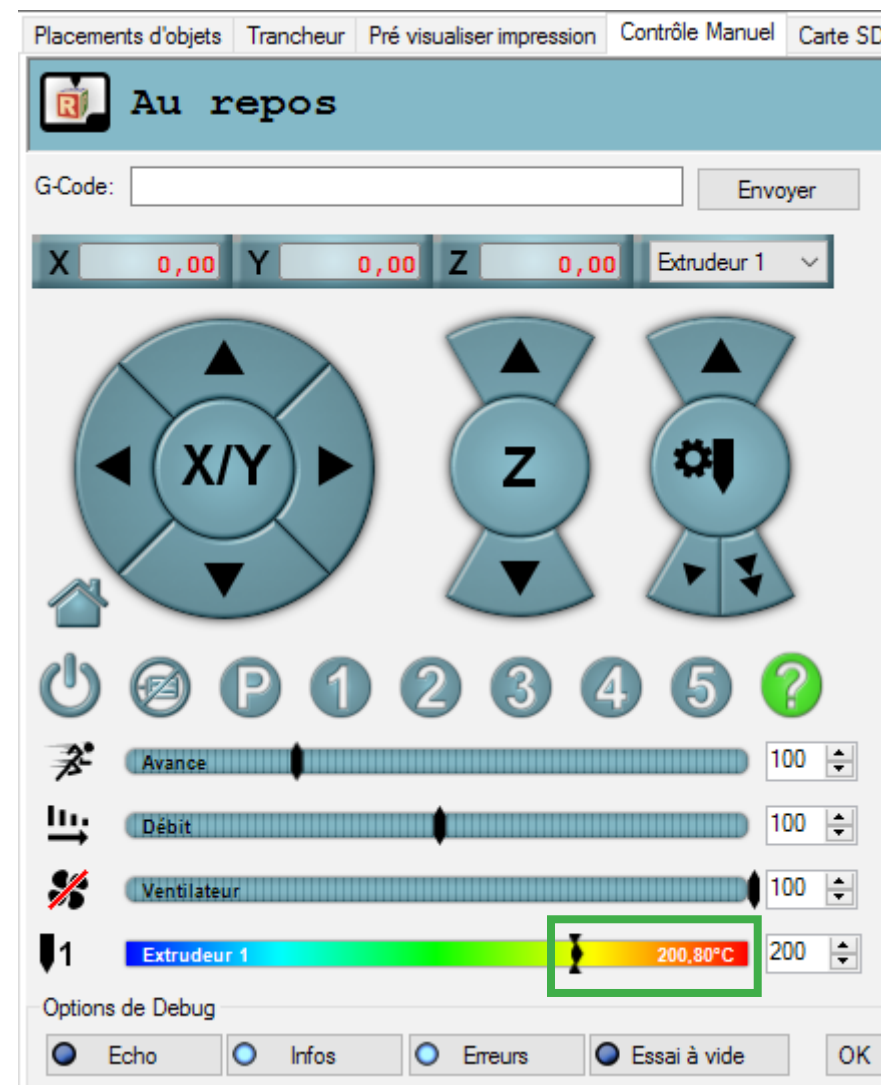 Placements d'objets Trancheur Pré visualiser impression Contrôle Manuel Carte SD
R
Au repos
G-Code: Envoyer
X 0,00 Y 0,00 Z 0,00 Extrudeur 1
X/Y Z
P 1 2 3 4 5 ?
Avance 100
Débit 100
Ventilateur 100
1 Extrudeur 1 200,80°C 200
Options de Debug
Echo Infos Erreurs Essai à vide OK